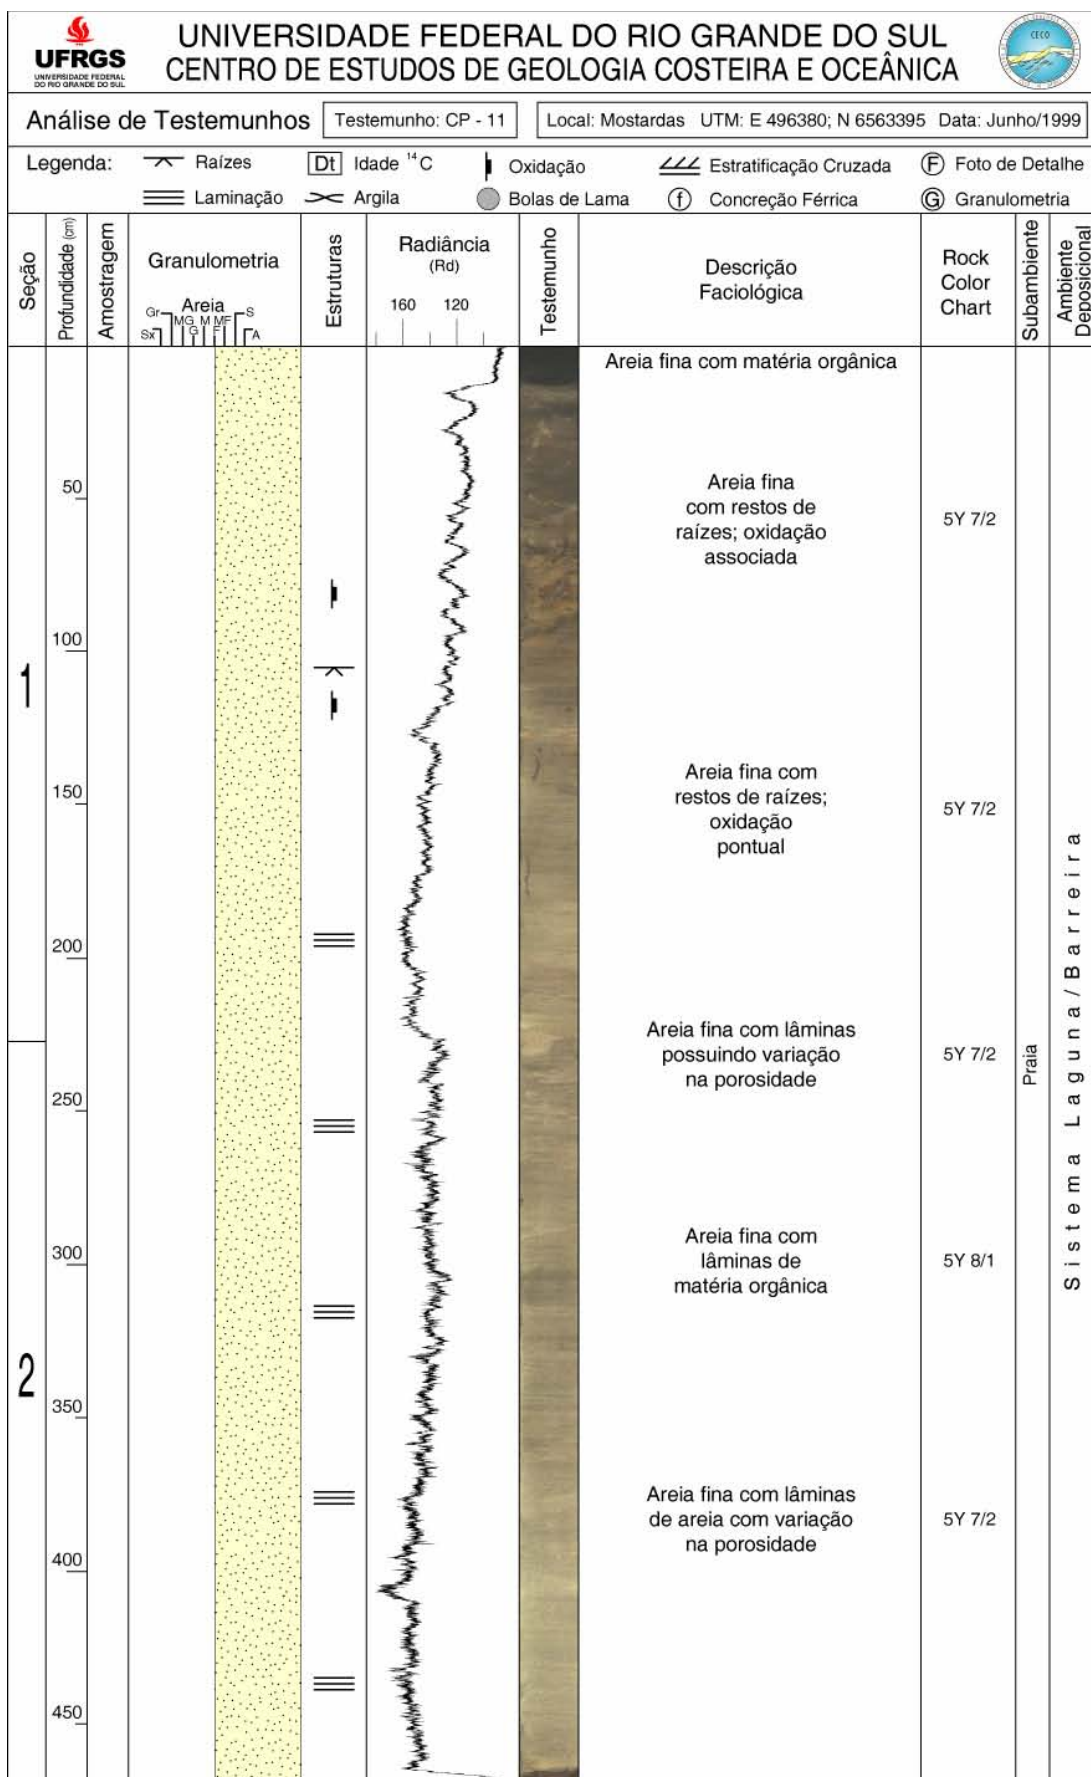 UFRGS
UNIVERSIDADE FEDERAL
DO RIO GRANDE DO SUL
UNIVERSIDADE FEDERAL DO RIO GRANDE DO SUL
CENTRO DE ESTUDOS DE GEOLOGIA COSTEIRA E OCEÂNICA
CECO
Análise de Testemunhos
Testemunho: CP - 11
Local: Mostardas UTM: E 496380; N 6563395 Data: Junho/1999
Legenda:
Raízes
Dt Idade 14 C
Oxidação
Estratificação Cruzada
F Foto de Detalhe
Laminação
Argila
Bolas de Lama
f Concreção Férrica
G Granulometria
Seção
Profundidade (cm)
Amostragem
Granulometria
Areia
Gr MG M MF S
Sx G F A
Estruturas
Radiância
(Rd)
160 120
Testemunho
Descrição
Faciológica
Rock
Color
Chart
Subambiente
Ambiente
Deposicional
Areia fina com matéria orgânica
50
Areia fina
com restos de
raízes; oxidação
associada
5Y 7/2
100
1
150
Areia fina com
restos de raízes;
oxidação
pontual
5Y 7/2
200
Areia fina com lâminas
possuindo variação
na porosidade
5Y 7/2
Praia
Sistema Laguna/Barreira
250
300
Areia fina com
lâminas de
matéria orgânica
5Y 8/1
2
350
Areia fina com lâminas
de areia com variação
na porosidade
5Y 7/2
400
450